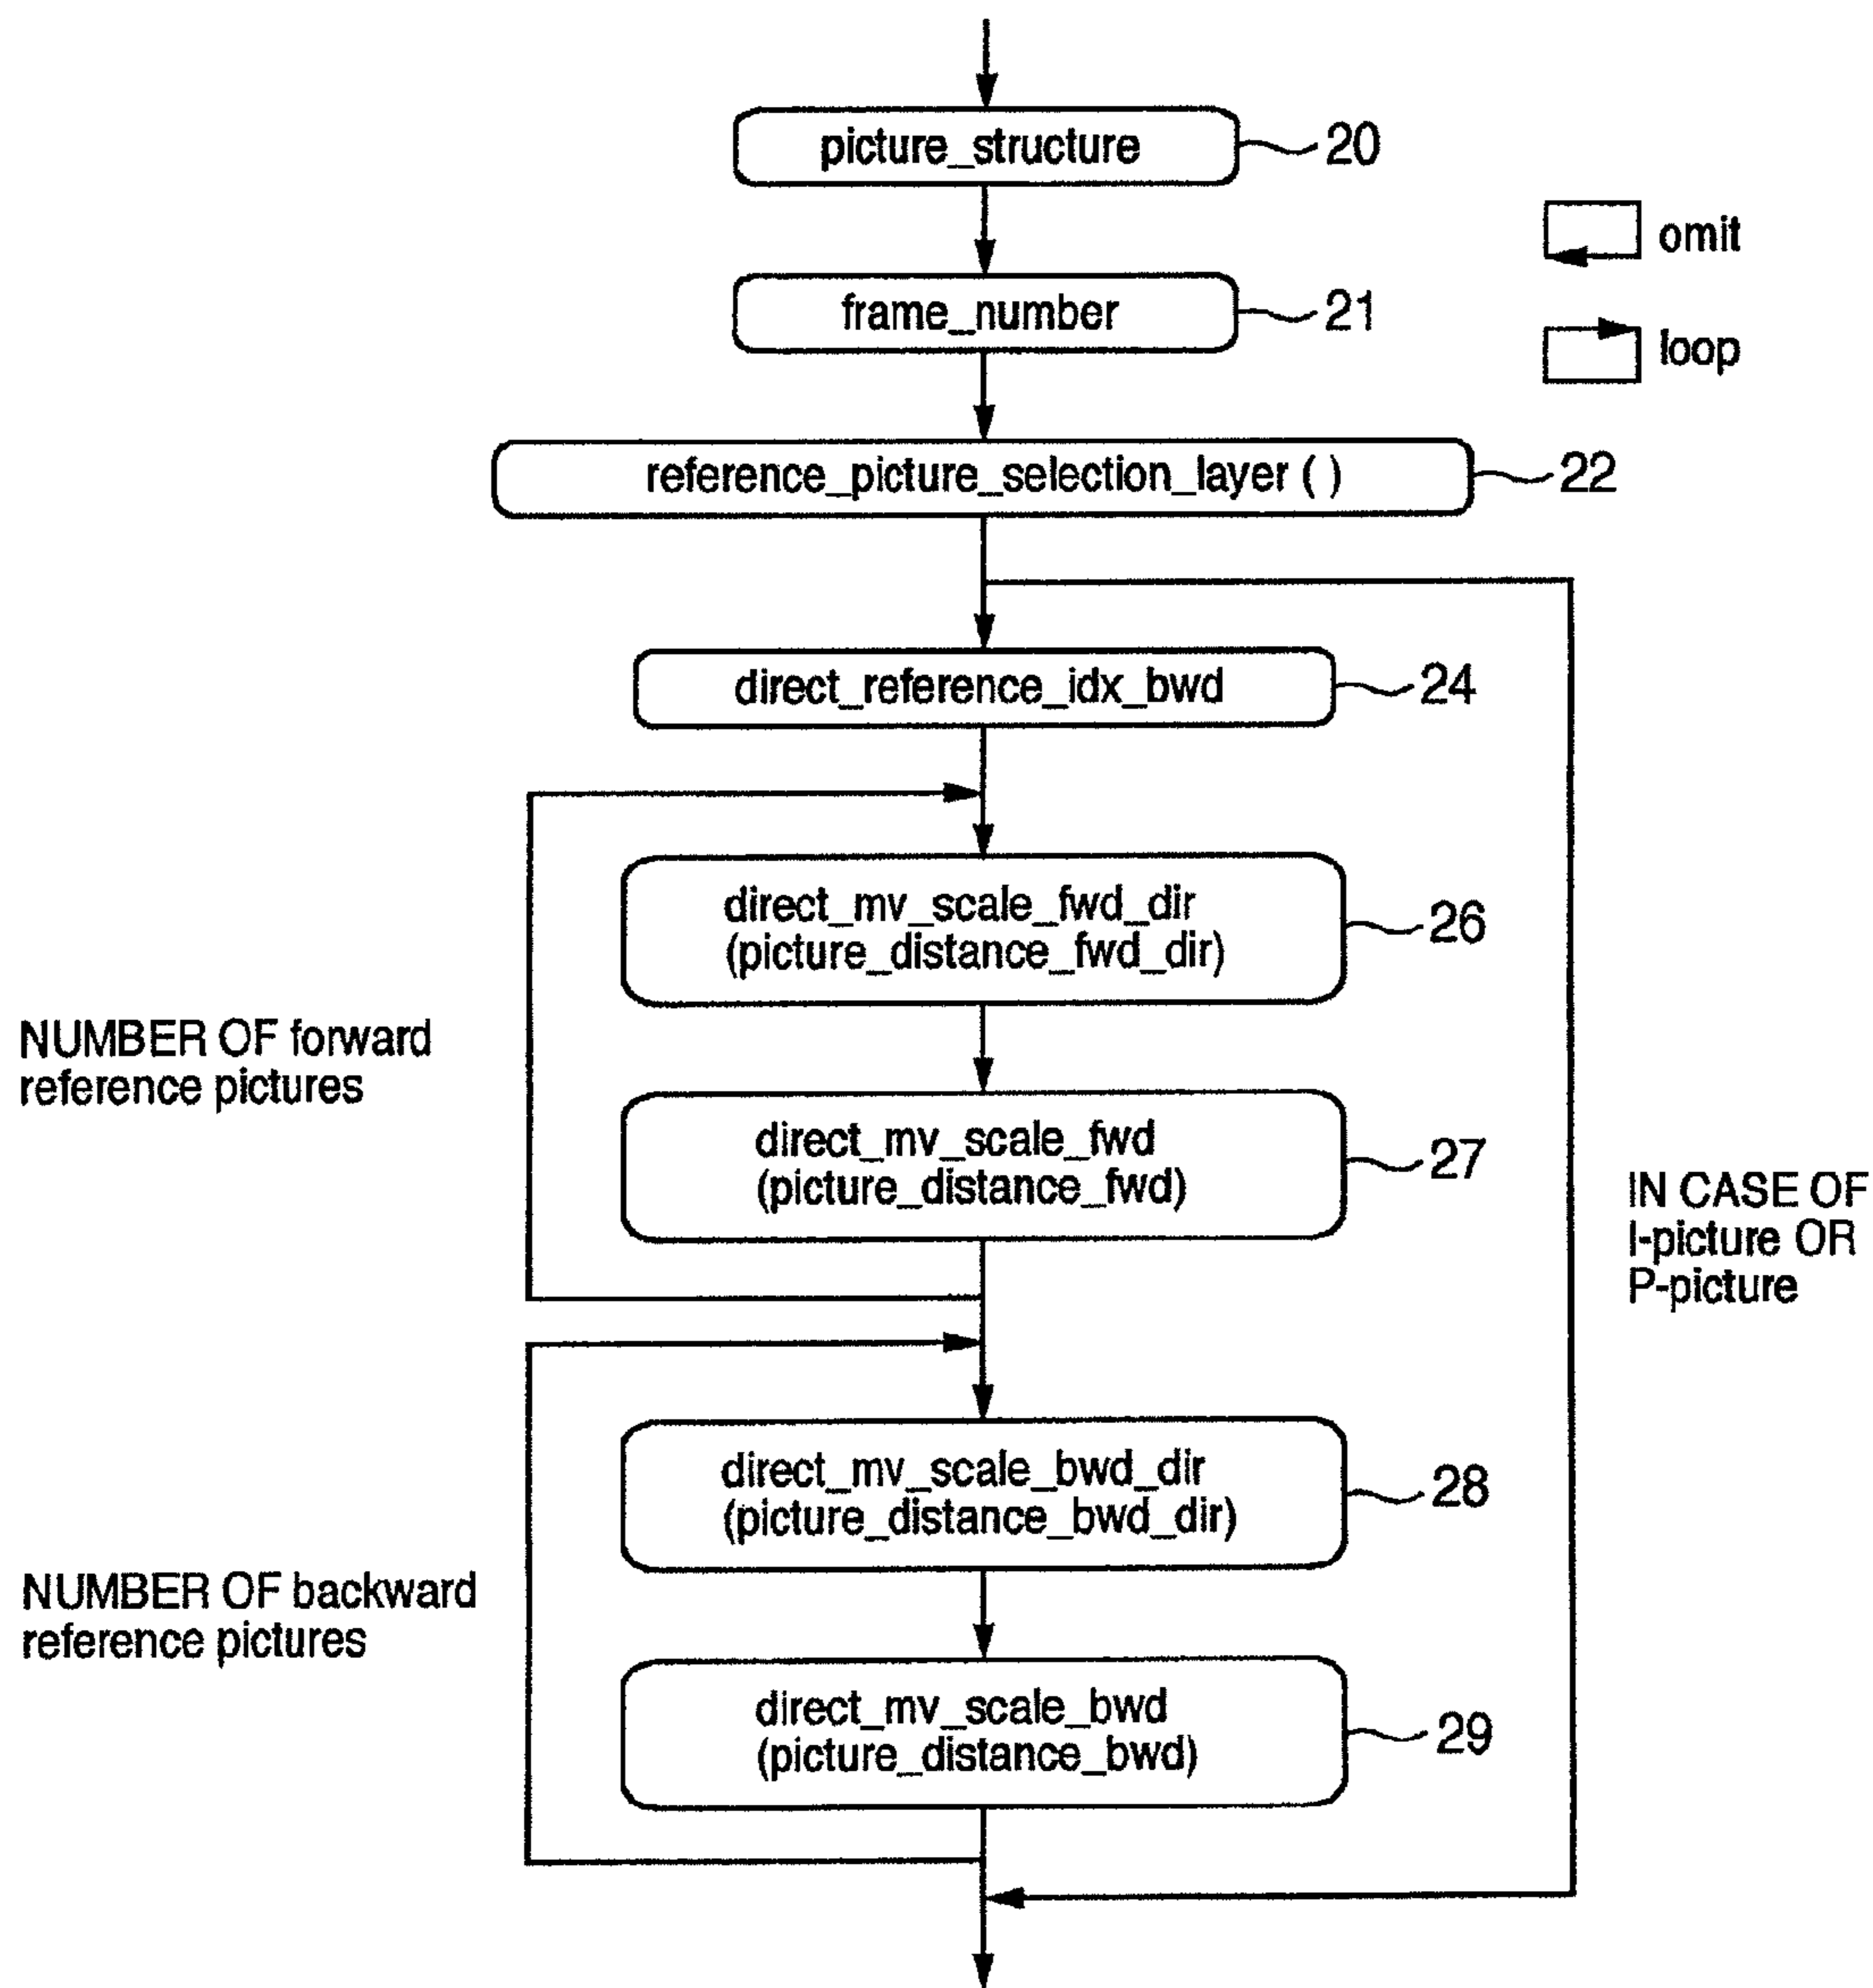 picture_structure
20
omit
frame_number
21
loop
reference_picture_selection_layer ( )
22
direct_reference_idx_bwd
24
direct_mv_scale_fwd_dir
(picture_distance_fwd_dir)
26
NUMBER OF forward
reference pictures
direct_mv_scale_fwd
(picture_distance_fwd)
27
IN CASE OF
I-picture OR
P-picture
direct_mv_scale_bwd_dir
(picture_distance_bwd_dir)
28
NUMBER OF backward
reference pictures
direct_mv_scale_bwd
(picture_distance_bwd)
29